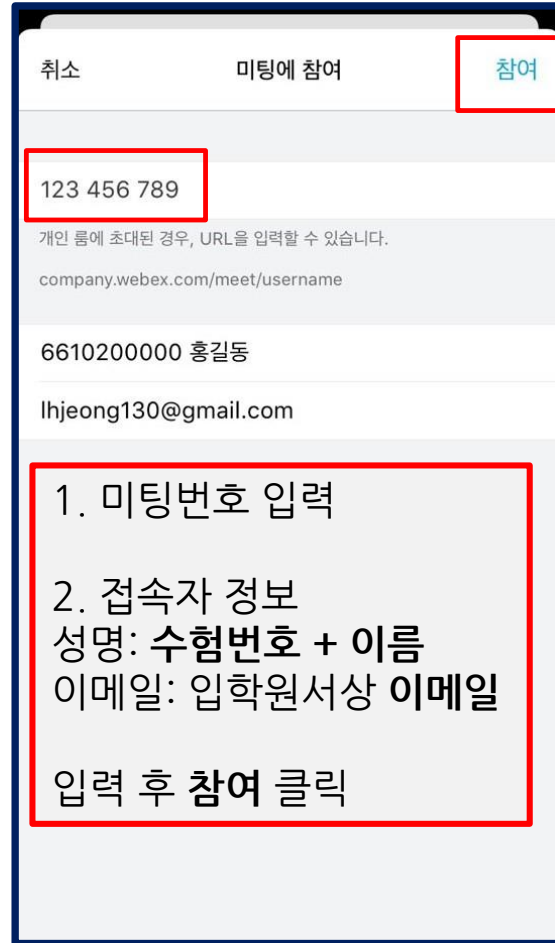 취소 미팅에 참여 참여
123 456 789
개인 룸에 초대된 경우, URL을 입력할 수 있습니다.
company.webex.com/meet/username
6610200000 홍길동
lhjeong130@gmail.com
1. 미팅번호 입력
2. 접속자 정보
성명: 수험번호 + 이름
이메일: 입학원서상 이메일
입력 후 참여 클릭